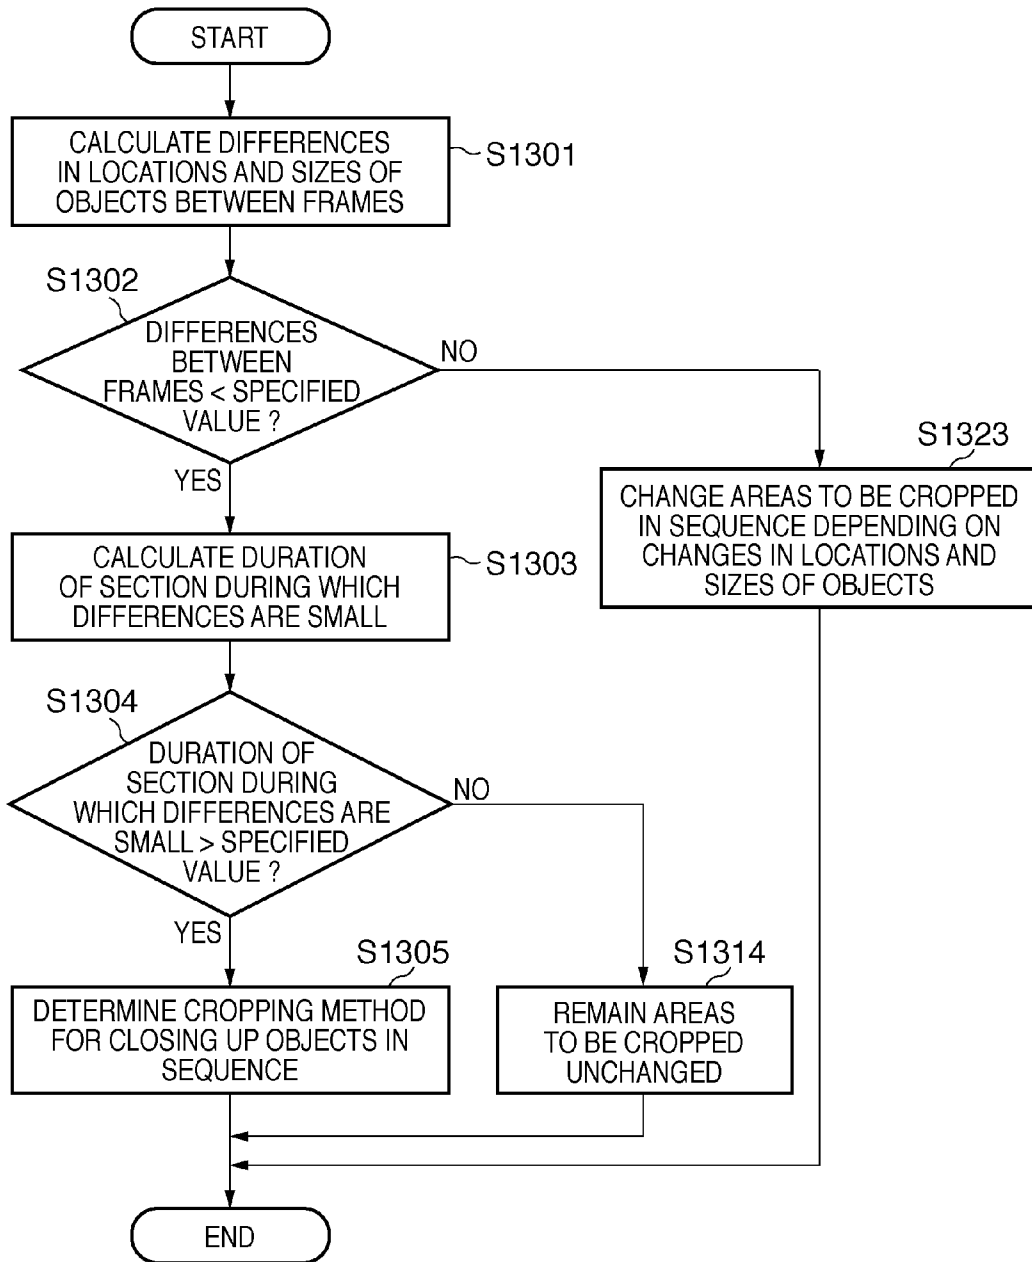 START
CALCULATE DIFFERENCES
IN LOCATIONS AND SIZES OF
OBJECTS BETWEEN FRAMES
S1301
S1302
DIFFERENCES
BETWEEN
FRAMES < SPECIFIED
VALUE ?
NO
YES
S1323
CHANGE AREAS TO BE CROPPED
IN SEQUENCE DEPENDING ON
CHANGES IN LOCATIONS AND
SIZES OF OBJECTS
CALCULATE DURATION
OF SECTION DURING WHICH
DIFFERENCES ARE SMALL
S1303
S1304
DURATION OF
SECTION DURING
WHICH DIFFERENCES ARE
SMALL > SPECIFIED
VALUE ?
NO
YES
S1305
DETERMINE CROPPING METHOD
FOR CLOSING UP OBJECTS IN
SEQUENCE
S1314
REMAIN AREAS
TO BE CROPPED
UNCHANGED
END